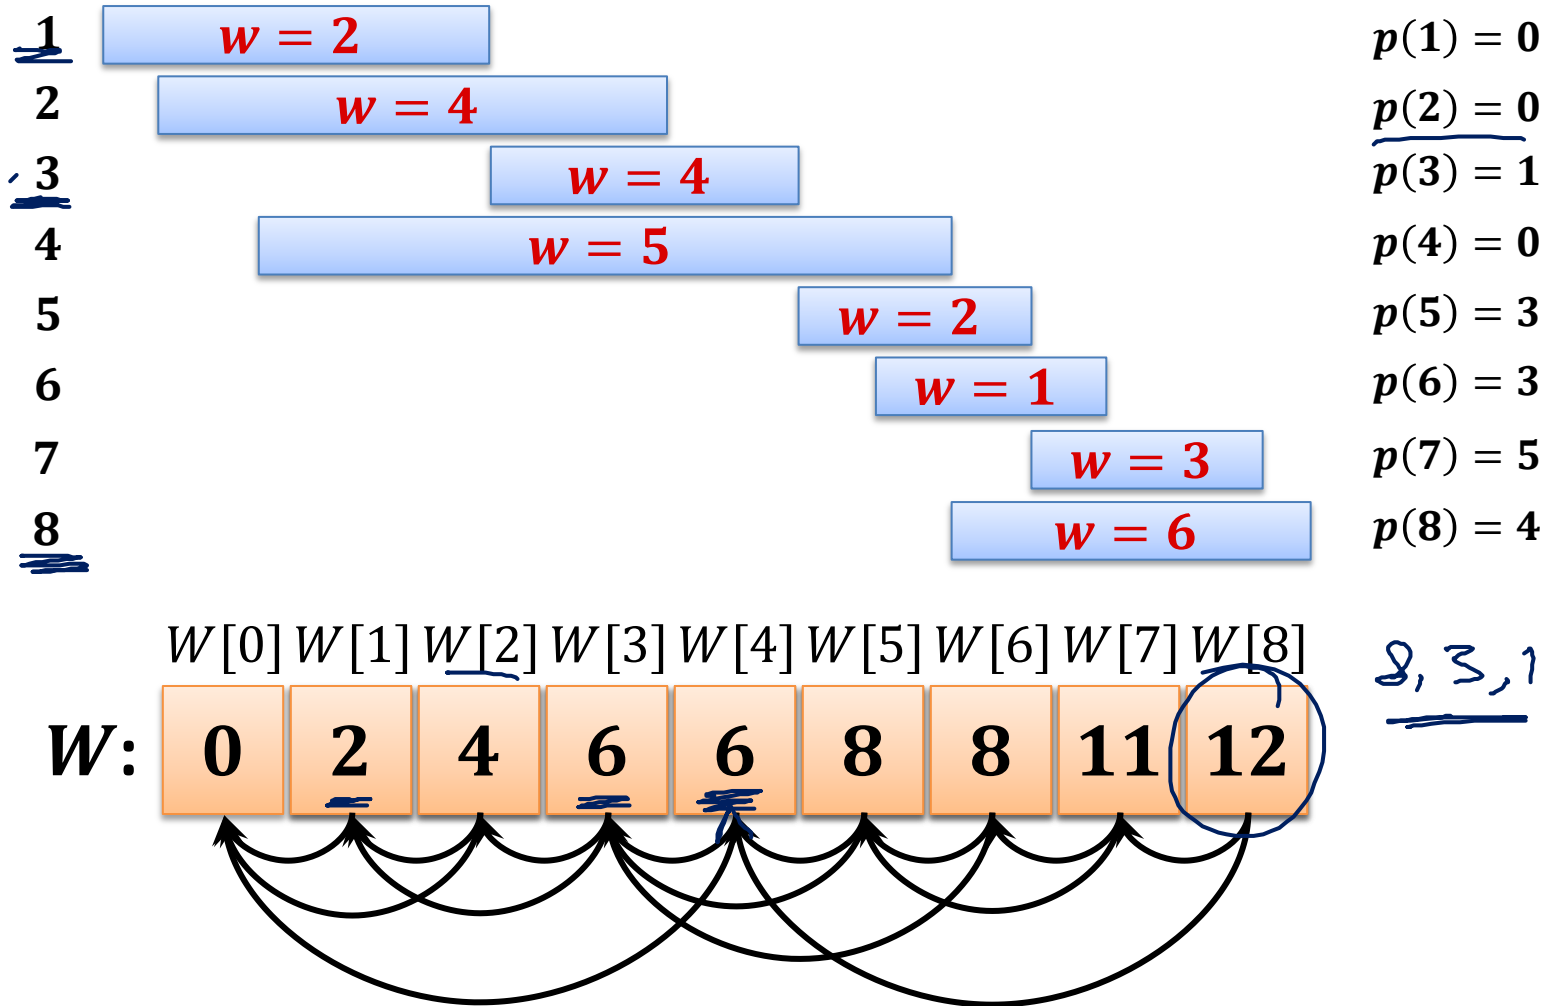 1 w = 2 p(1) = 0
2 w = 4 p(2) = 0
3 w = 4 p(3) = 1
4 w = 5 p(4) = 0
5 w = 2 p(5) = 3
6 w = 1 p(6) = 3
7 w = 3 p(7) = 5
8 w = 6 p(8) = 4
W[0] W[1] W[2] W[3] W[4] W[5] W[6] W[7] W[8] 8, 3, 1
W: 0 2 4 6 6 8 8 11 12